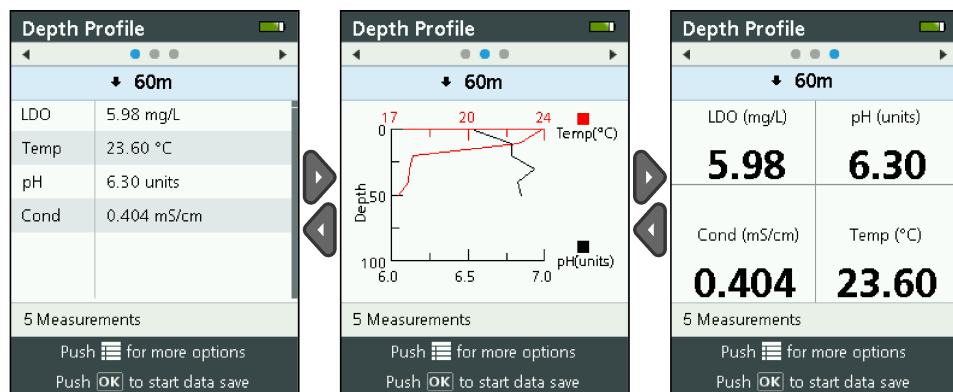 Depth Profile
60m
LDO 5.98 mg/L
Temp 23.60 °C
pH 6.30 units
Cond 0.404 mS/cm
5 Measurements
Push for more options
Push OK to start data save
Depth Profile
60m
17 20 24
Temp(°C)
0
50
Depth
100
6.0 6.5 7.0
pH(units)
5 Measurements
Push for more options
Push OK to start data save
Depth Profile
60m
LDO (mg/L) pH (units)
5.98 6.30
Cond (mS/cm) Temp (°C)
0.404 23.60
5 Measurements
Push for more options
Push OK to start data save